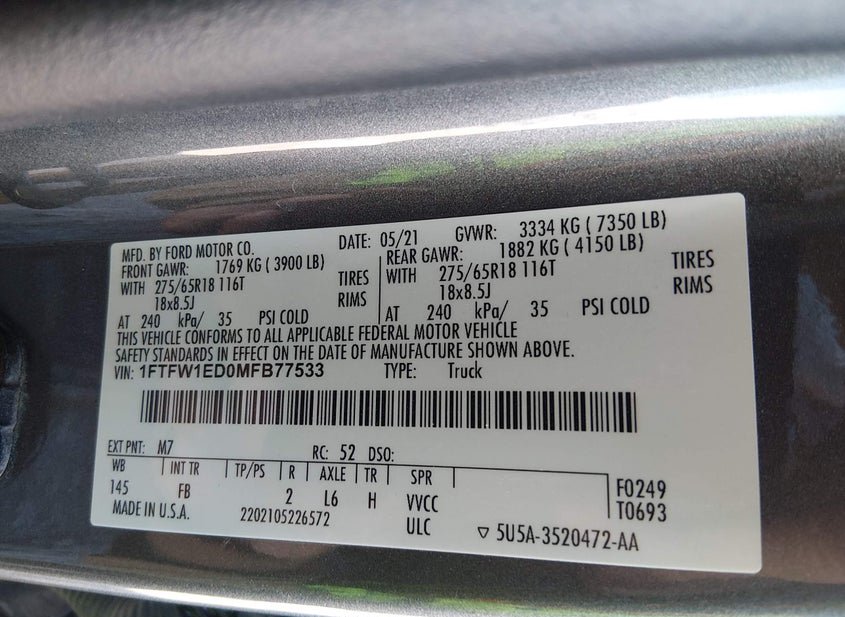 MFD. BY FORD MOTOR CO. DATE: 05/21 GVWR: 3334 KG ( 7350 LB)
FRONT GAWR: 1769 KG ( 3900 LB) REAR GAWR: 1882 KG ( 4150 LB)
WITH 275/65R18 116T TIRES WITH 275/65R18 116T TIRES
18x8.5J RIMS 18x8.5J RIMS
AT 240 kPa/ 35 PSI COLD AT 240 kPa/ 35 PSI COLD
THIS VEHICLE CONFORMS TO ALL APPLICABLE FEDERAL MOTOR VEHICLE
SAFETY STANDARDS IN EFFECT ON THE DATE OF MANUFACTURE SHOWN ABOVE.
VIN: 1FTFW1ED0MFB77533 TYPE: Truck
EXT PNT: M7 RC: 52 DSO:
WB INT TR TP/PS R AXLE TR SPR
145 FB 2 L6 H VVCC F0249
MADE IN U.S.A. 2202105226572 ULC T0693
5U5A-3520472-AA